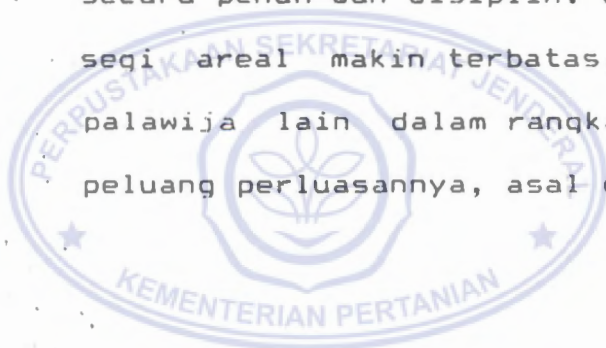 secara penuh dan disiplin.
segi areal makin terbatas
palawija lain dalam rangk
peluang perluasannya, asal
PERPUSTAKAAN SEKRETARIAT JENDERAL
KEMENTERIAN PERTANIAN